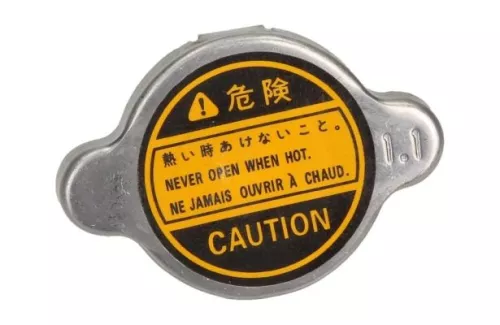 危険
熱い時あけないこと。
NEVER OPEN WHEN HOT.
NE JAMAIS OUVRIR À CHAUD.
CAUTION
1.1